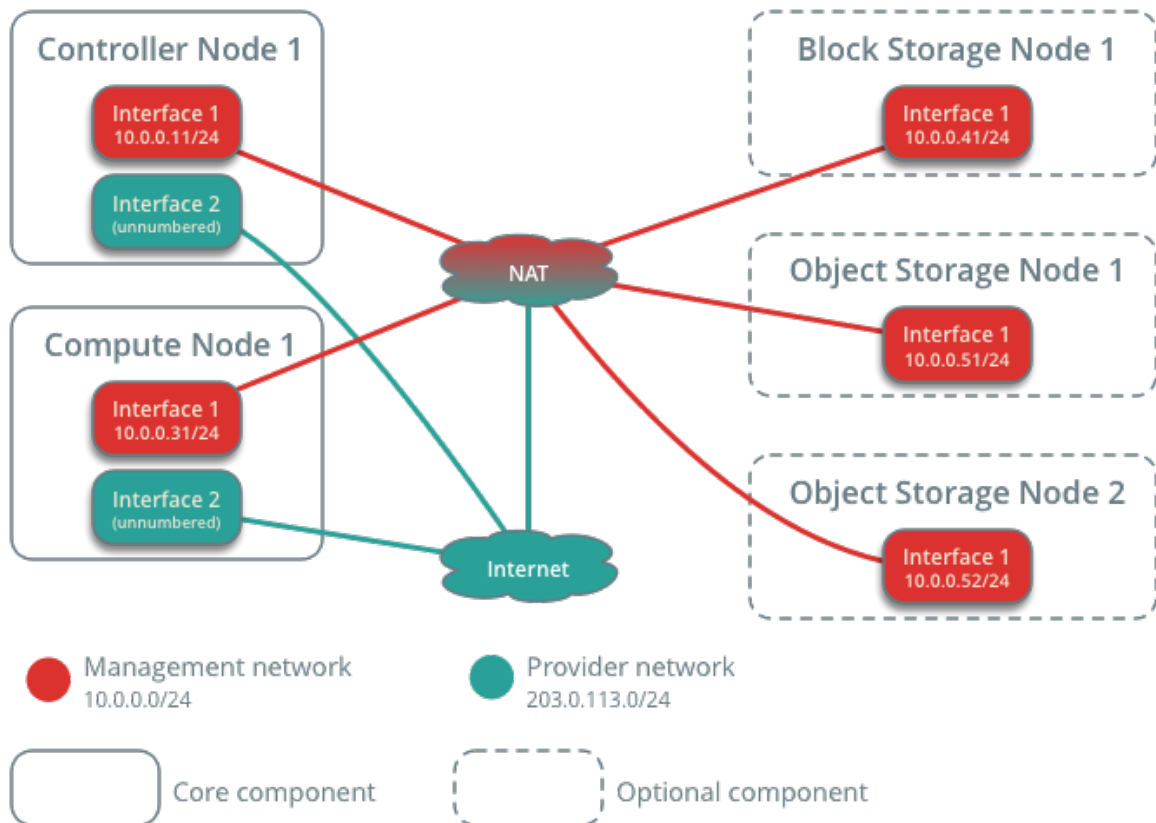 Controller Node 1
Interface 1
10.0.0.11/24
Interface 2
(unnumbered)
Compute Node 1
Interface 1
10.0.0.31/24
Interface 2
(unnumbered)
NAT
Internet
Block Storage Node 1
Interface 1
10.0.0.41/24
Object Storage Node 1
Interface 1
10.0.0.51/24
Object Storage Node 2
Interface 1
10.0.0.52/24
Management network
10.0.0.0/24
Provider network
203.0.113.0/24
Core component
Optional component